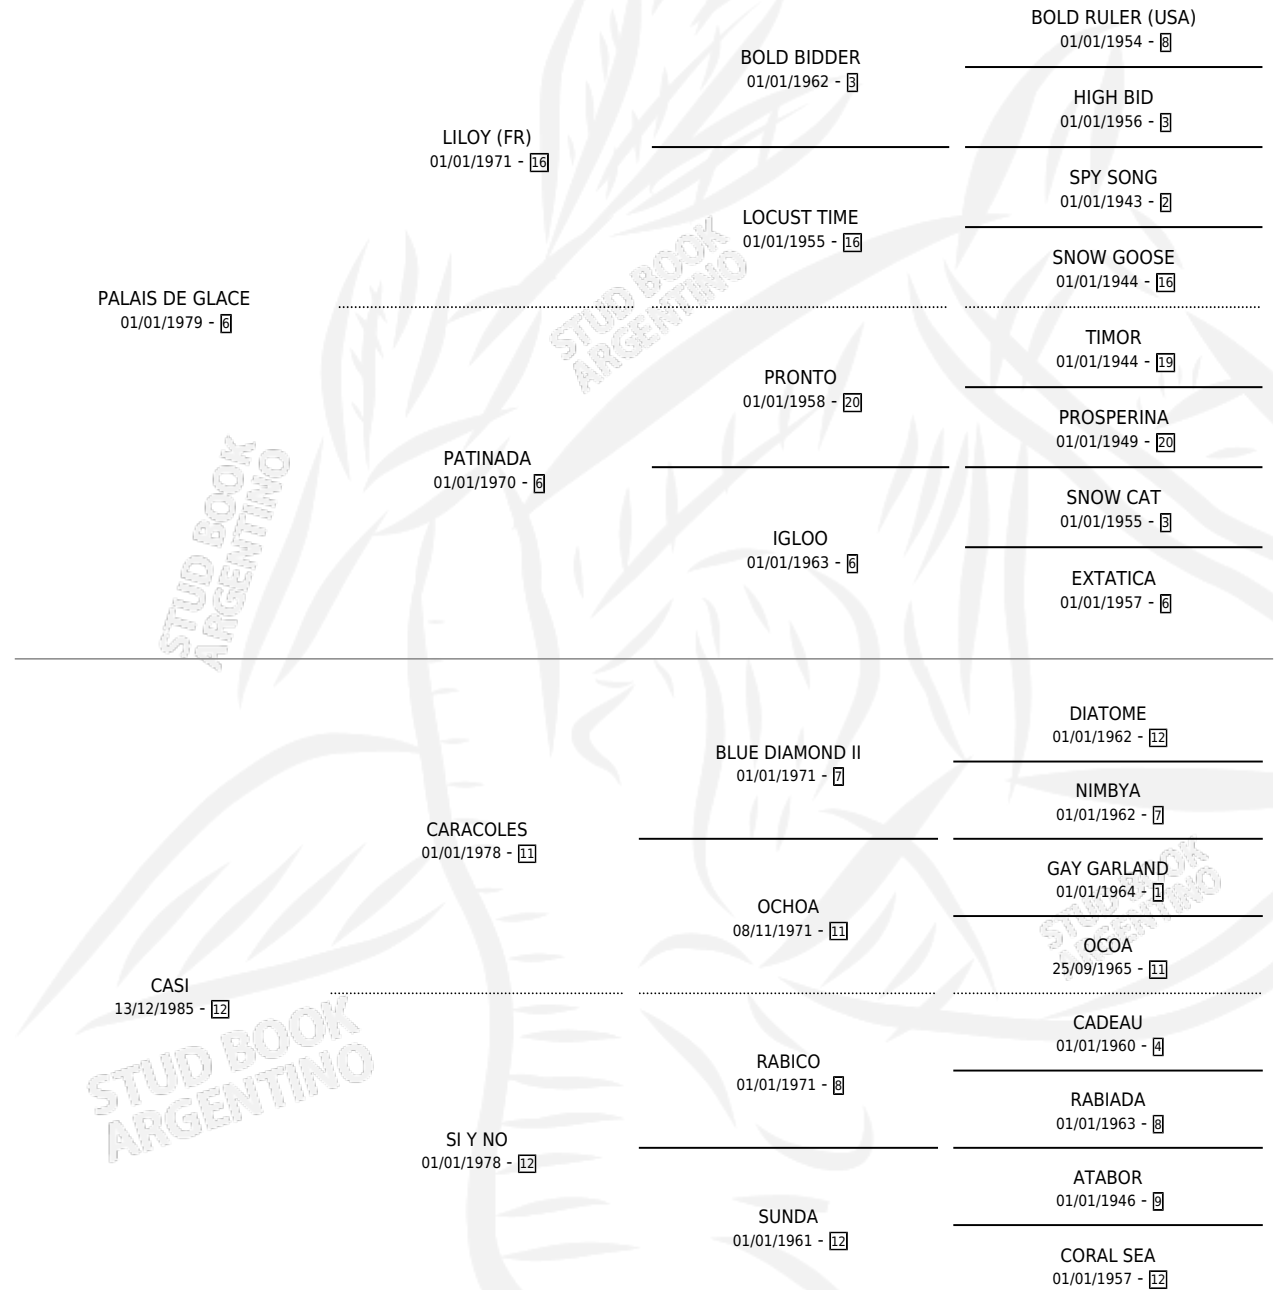 BOLD RULER (USA)
01/01/1954 - 8
BOLD BIDDER
01/01/1962 - 3
HIGH BID
01/01/1956 - 3
LILOY (FR)
01/01/1971 - 16
SPY SONG
01/01/1943 - 2
LOCUST TIME
01/01/1955 - 16
SNOW GOOSE
01/01/1944 - 16
STUD BOOK
ARGENTINO
PALAIS DE GLACE
01/01/1979 - 6
TIMOR
01/01/1944 - 19
PRONTO
01/01/1958 - 20
PROSPERINA
01/01/1949 - 20
PATINADA
01/01/1970 - 6
SNOW CAT
01/01/1955 - 3
IGLOO
01/01/1963 - 6
EXTATICA
01/01/1957 - 6
STUD BOOK
ARGENTINO
DIATOME
01/01/1962 - 12
BLUE DIAMOND II
01/01/1971 - 7
NIMBYA
01/01/1962 - 7
CARACOLES
01/01/1978 - 11
GAY GARLAND
01/01/1964 - 1
OCHOA
08/11/1971 - 11
OCOA
25/09/1965 - 11
STUD BOOK
ARGENTINO
CASI
13/12/1985 - 12
CADEAU
01/01/1960 - 4
RABICO
01/01/1971 - 8
RABIADA
01/01/1963 - 8
STUD BOOK
ARGENTINO
SI Y NO
01/01/1978 - 12
ATABOR
01/01/1946 - 9
SUNDA
01/01/1961 - 12
CORAL SEA
01/01/1957 - 12